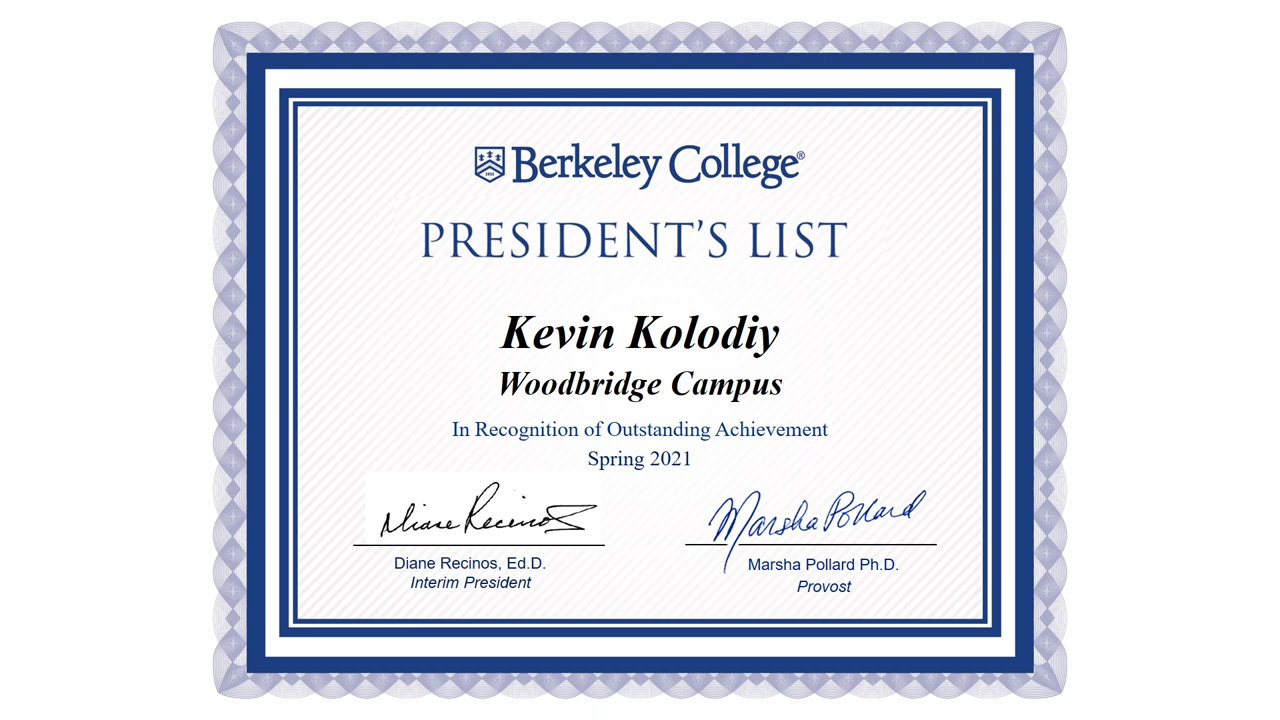 Berkeley College®
PRESIDENT'S LIST
Kevin Kolodiy
Woodbridge Campus
In Recognition of Outstanding Achievement
Spring 2021
Diane Recinos
Marsha Pollard
Diane Recinos, Ed.D.
Interim President
Marsha Pollard Ph.D.
Provost